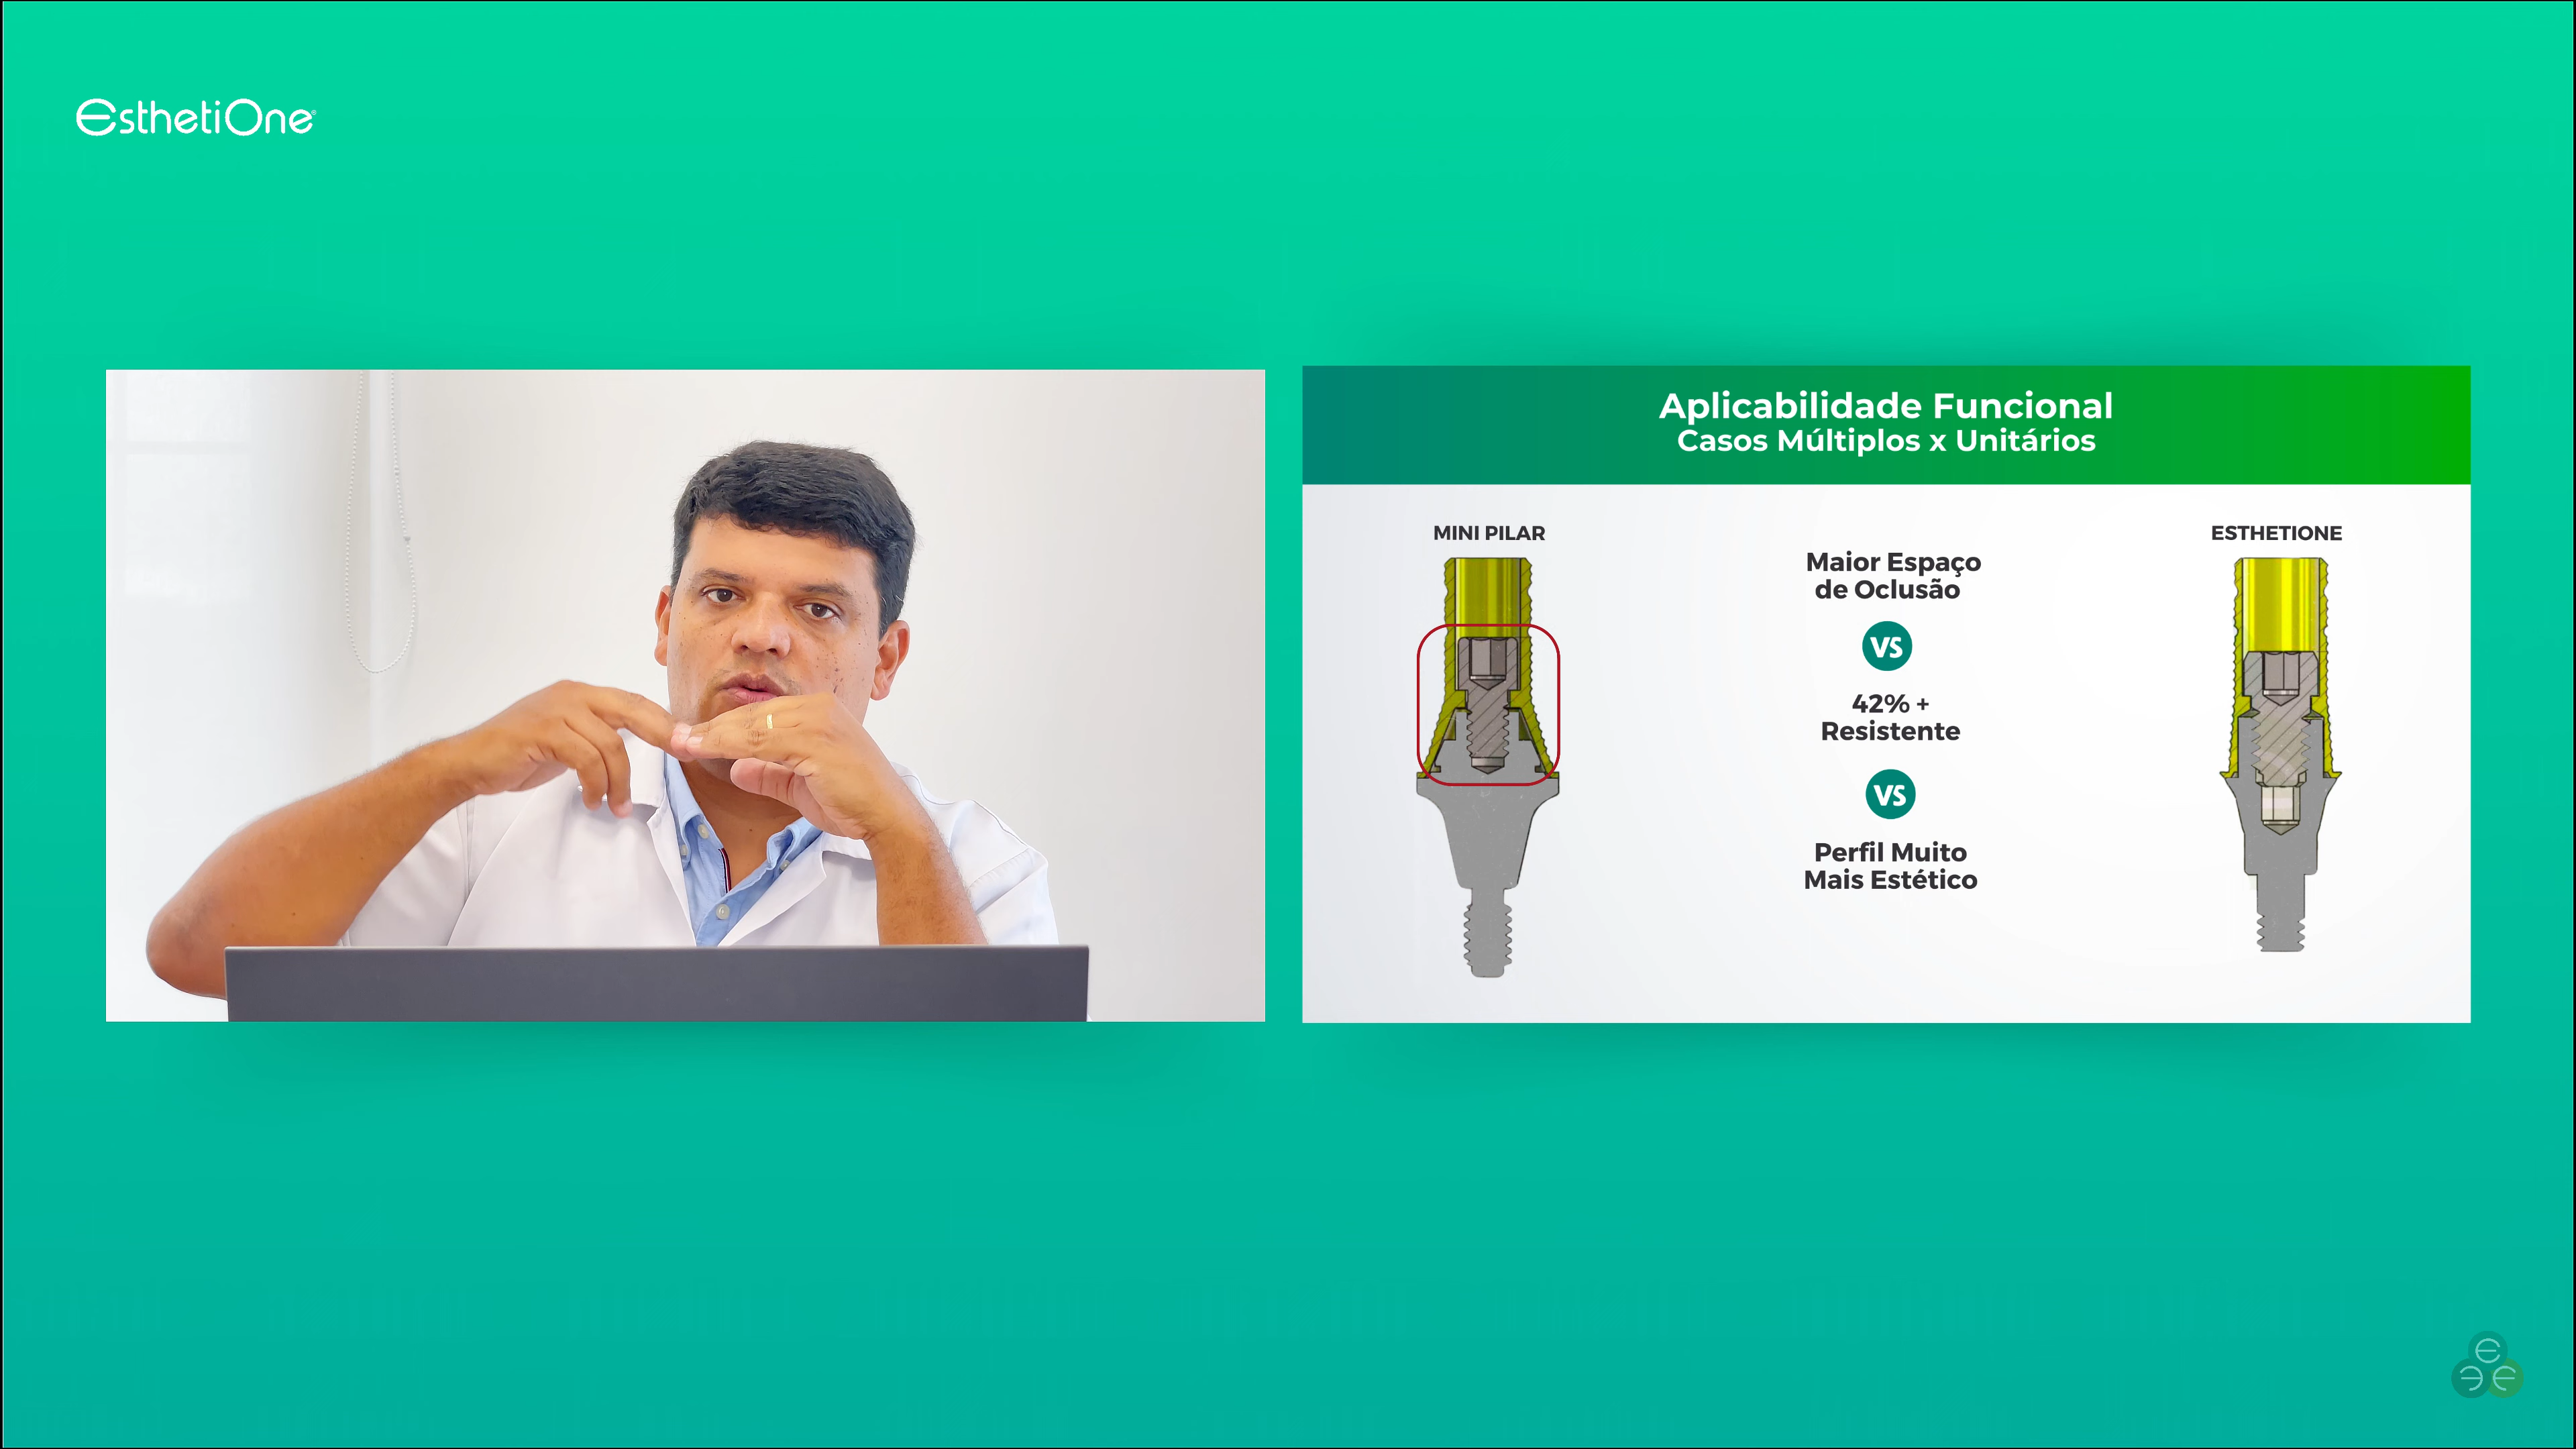 EsthetiOne®
Aplicabilidade Funcional
Casos Múltiplos x Unitários
MINI PILAR
ESTHETIONE
Maior Espaço
de Oclusão
VS
42% +
Resistente
VS
Perfil Muito
Mais Estético